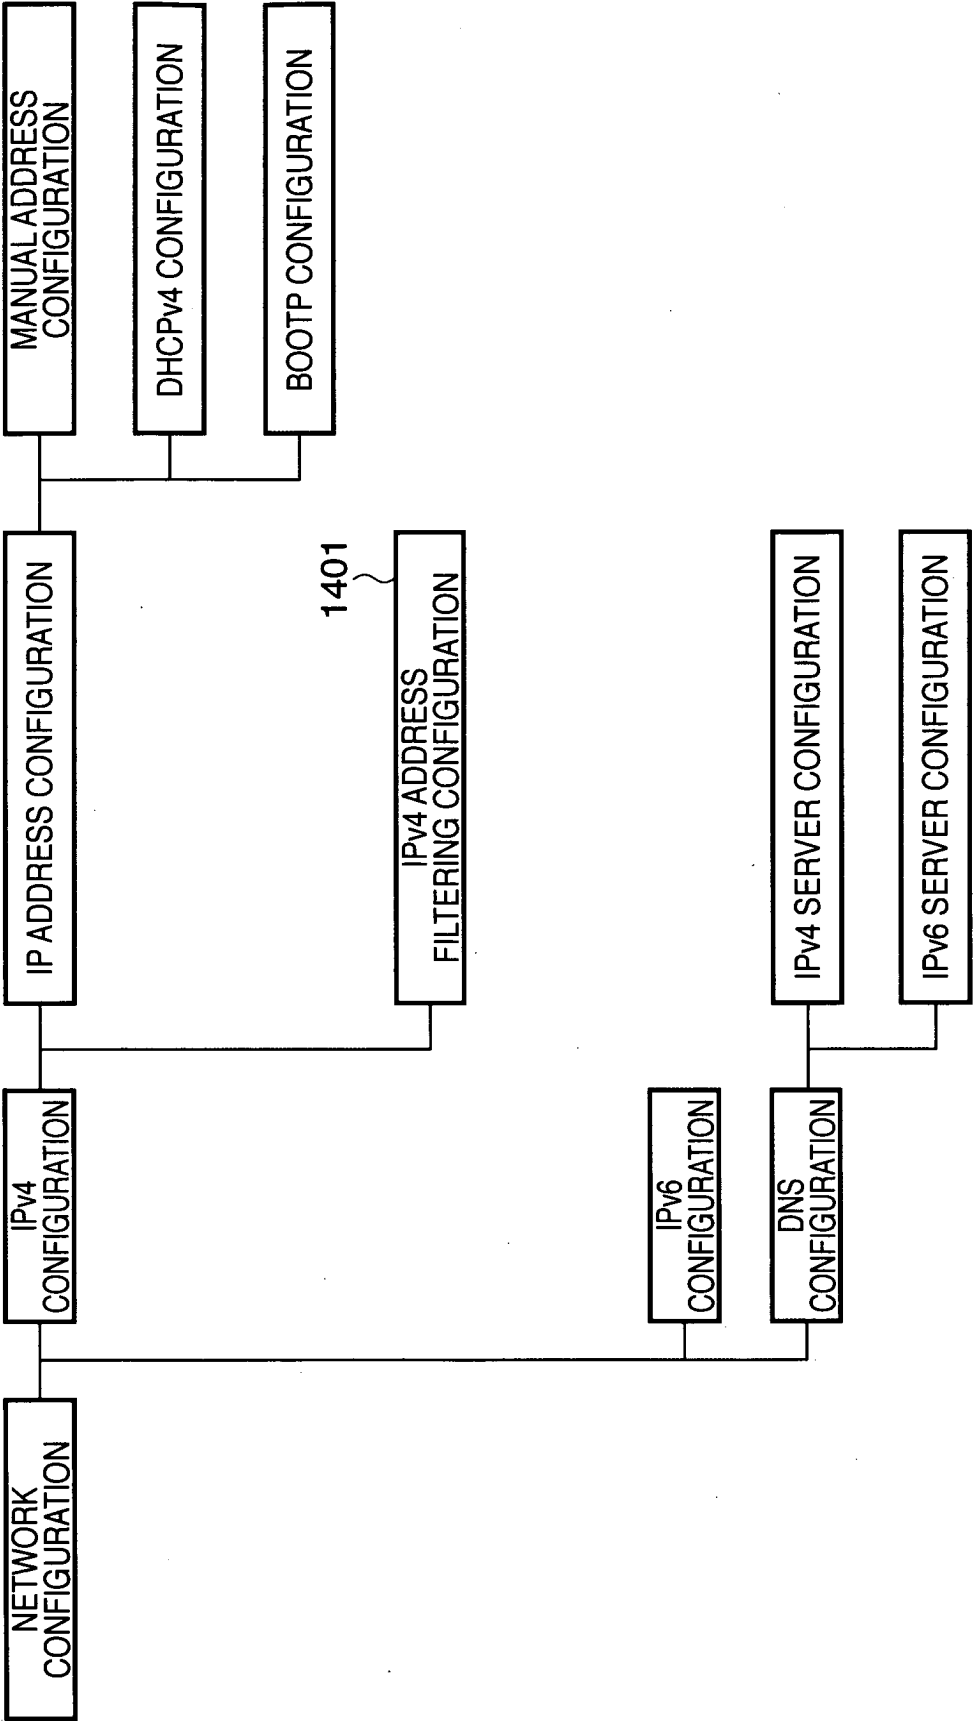 NETWORK
CONFIGURATION
IPv4
CONFIGURATION
IP ADDRESS CONFIGURATION
MANUAL ADDRESS
CONFIGURATION
DHCPv4 CONFIGURATION
BOOTP CONFIGURATION
1401
IPv4 ADDRESS
FILTERING CONFIGURATION
IPv6
CONFIGURATION
DNS
CONFIGURATION
IPv4 SERVER CONFIGURATION
IPv6 SERVER CONFIGURATION